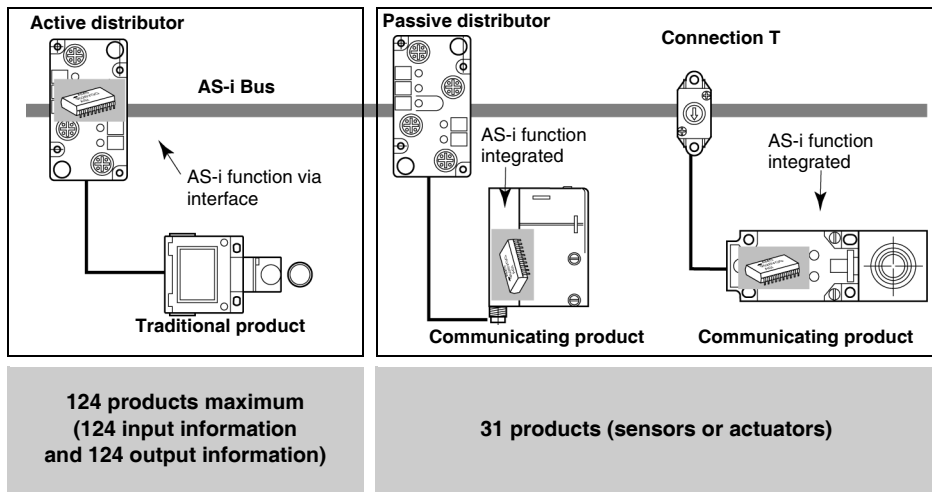 Active distributor
AS-i Bus
AS-i function via
interface
Traditional product
Passive distributor
Connection T
AS-i function
integrated
AS-i function
integrated
Communicating product
Communicating product
124 products maximum
(124 input information
and 124 output information)
31 products (sensors or actuators)